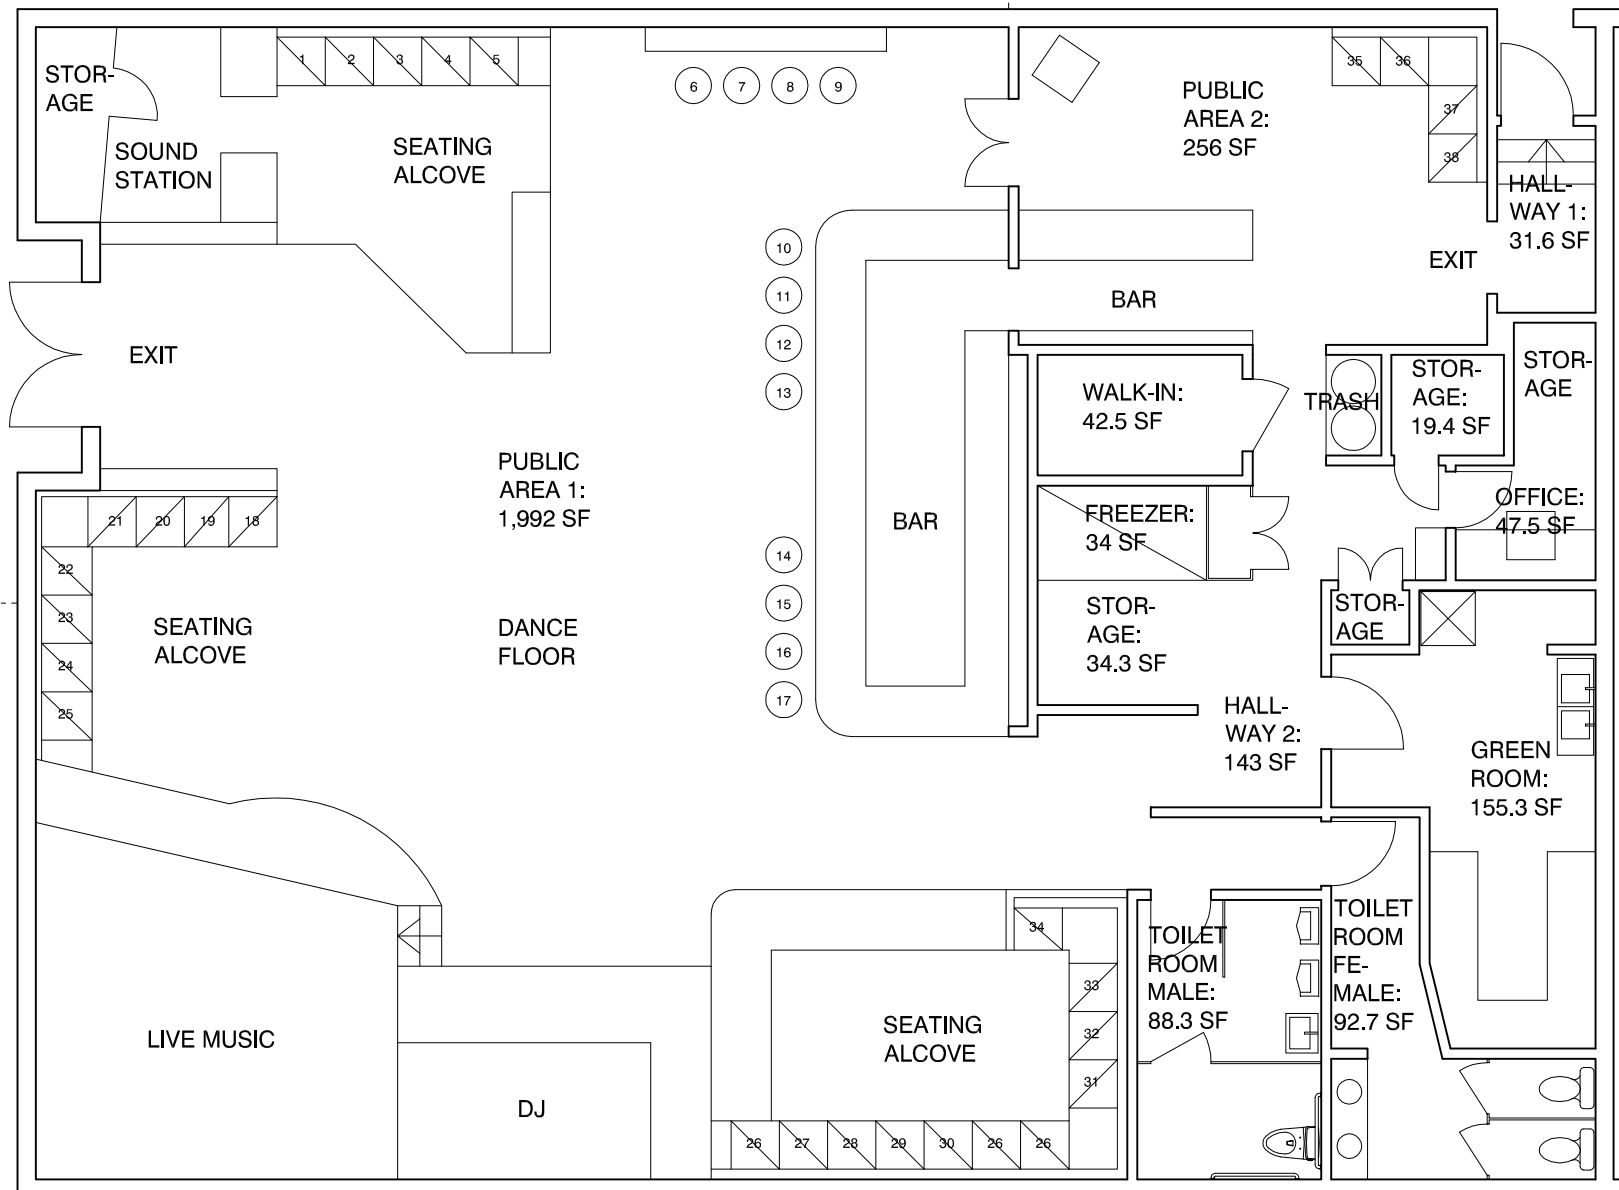 STOR-
AGE
SOUND
STATION
1
2
3
4
5
SEATING
ALCOVE
6
7
8
9
PUBLIC
AREA 2:
256 SF
35
36
37
38
HALL-
WAY 1:
31.6 SF
EXIT
BAR
10
11
12
13
EXIT
WALK-IN:
42.5 SF
TRASH
STOR-
AGE:
19.4 SF
STOR-
AGE
PUBLIC
AREA 1:
1,992 SF
BAR
FREEZER:
34 SF
OFFICE:
47.5 SF
21
20
19
18
22
23
24
25
SEATING
ALCOVE
DANCE
FLOOR
14
15
16
17
STOR-
AGE:
34.3 SF
STOR-
AGE
HALL-
WAY 2:
143 SF
GREEN
ROOM:
155.3 SF
LIVE MUSIC
DJ
SEATING
ALCOVE
34
33
32
31
26
27
28
29
30
26
26
TOILET
ROOM
MALE:
88.3 SF
TOILET
ROOM
FE-
MALE:
92.7 SF